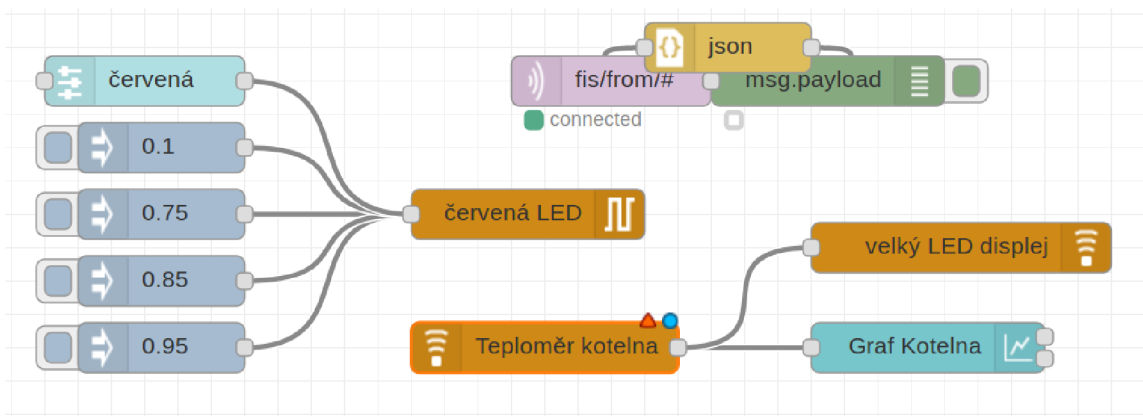 červená
0.1
0.75
0.85
0.95
červená LED
json
fis/from/#
msg.payload
connected
velký LED displej
Teploměr kotelna
Graf Kotelna